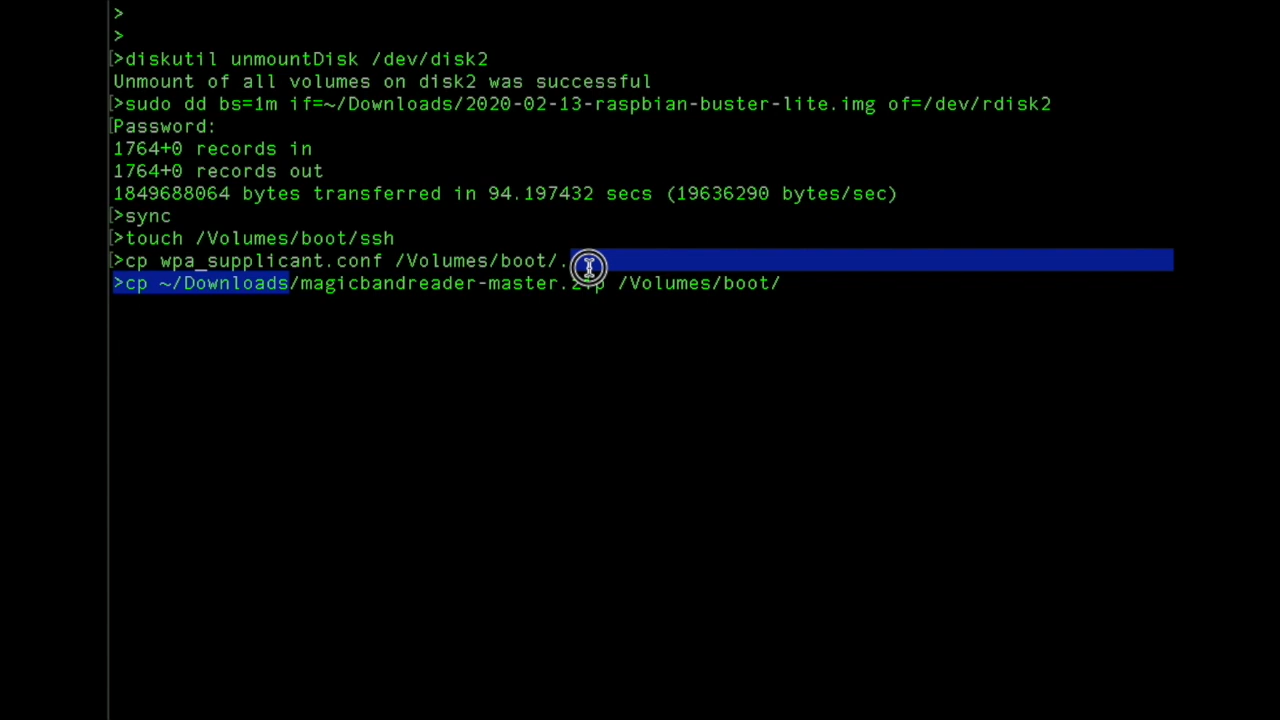 >
>
[>diskutil unmountDisk /dev/disk2
Unmount of all volumes on disk2 was successful
[>sudo dd bs=1m if=~/Downloads/2020-02-13-raspbian-buster-lite.img of=/dev/rdisk2
[Password:
1764+0 records in
1764+0 records out
1849688064 bytes transferred in 94.197432 secs (19636290 bytes/sec)
[>sync
[>touch /Volumes/boot/ssh
[>cp wpa_supplicant.conf /Volumes/boot/.
>cp ~/Downloads/magicbandreader-master.zip /Volumes/boot/